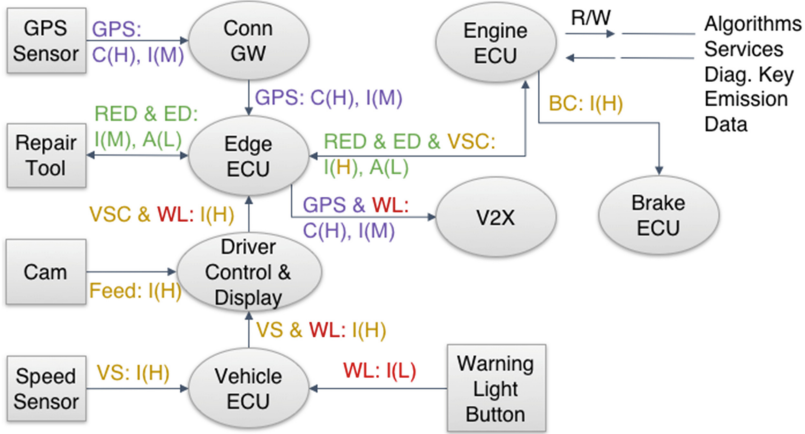 GPS
Sensor
GPS:
C(H), I(M)
Conn
GW
Engine
ECU
R/W
Algorithms
Services
Diag. Key
Emission
Data
GPS: C(H), I(M)
BC: I(H)
Repair
Tool
RED & ED:
I(M), A(L)
Edge
ECU
RED & ED & VSC:
I(H), A(L)
VSC & WL: I(H)
GPS & WL:
C(H), I(M)
V2X
Brake
ECU
Cam
Feed: I(H)
Driver
Control &
Display
VS & WL: I(H)
Speed
Sensor
VS: I(H)
Vehicle
ECU
WL: I(L)
Warning
Light
Button